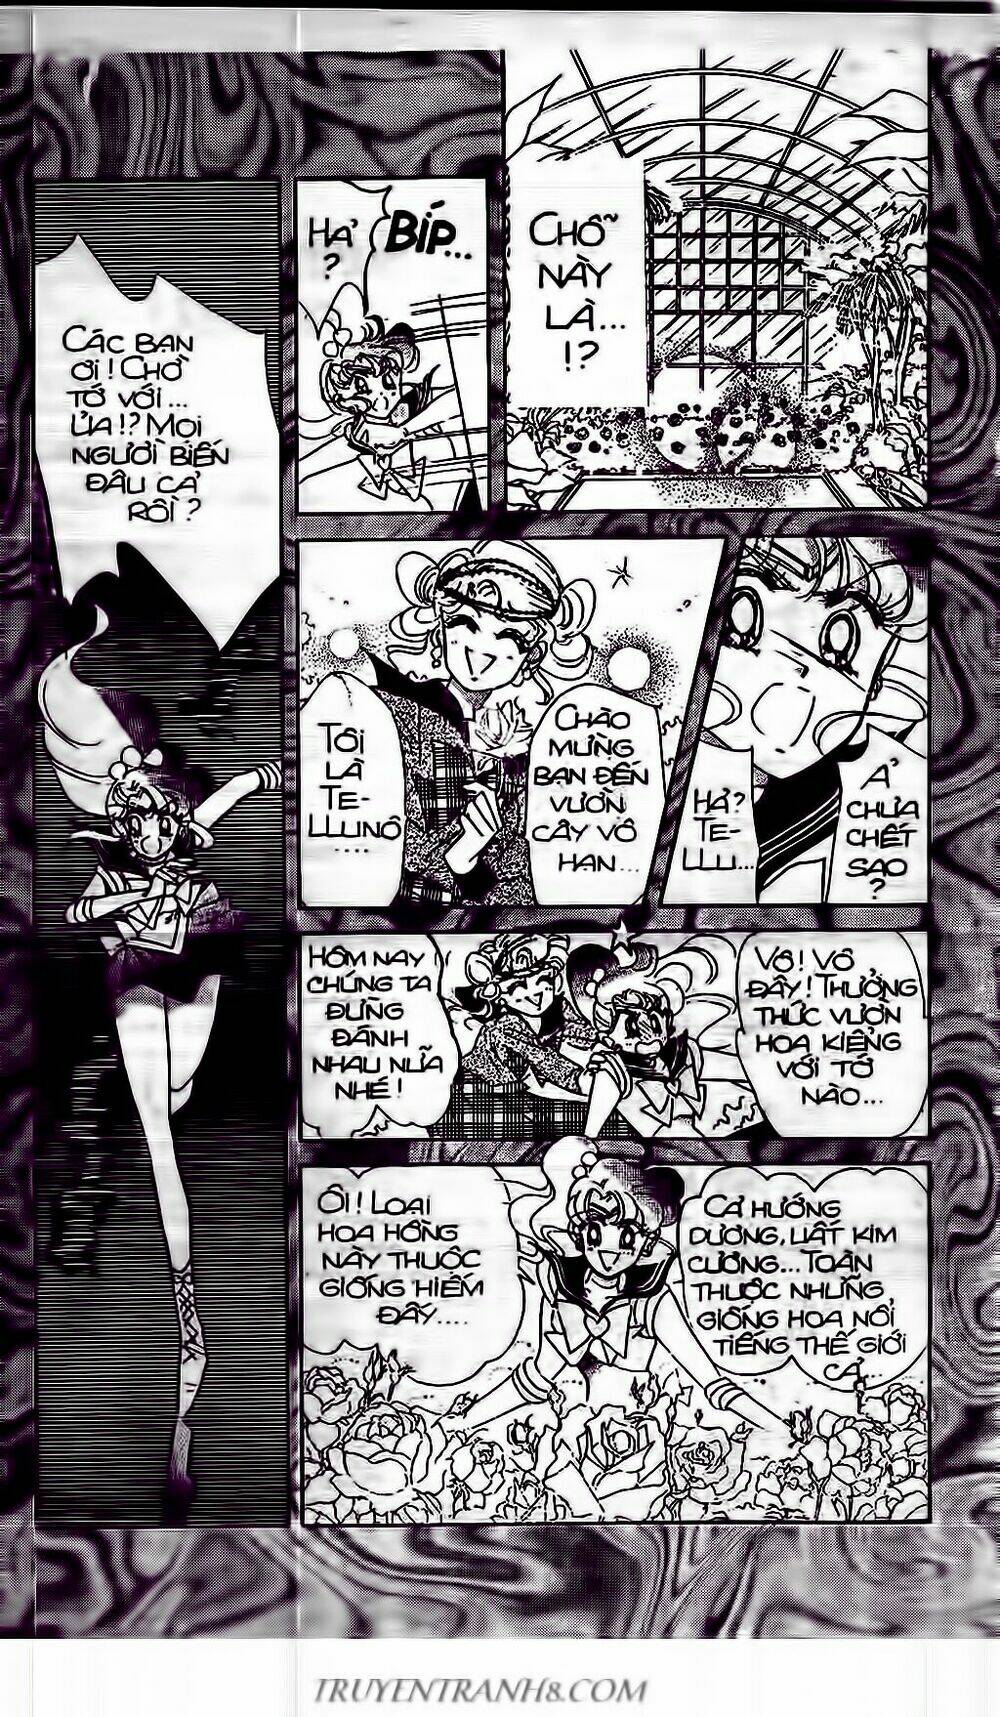 CÁC BẠN
ƠI! CHỜ
TỚ VỚI...
LỬA!? MỌI
NGƯỜI BIẾN
ĐÂU CẢ
RỒI?
HẢ
?
BÍP...
CHỖ
NÀY
LÀ...
!?
TÔI
LÀ
TE-
LLUNÔ
....
CHÀO
MỪNG
BẠN ĐẾN
VƯỜN
CÂY VÔ
HẠN...
HẢ?
TE-
LLU...
Ả
CHƯA
CHẾT
SAO
?
HÔM NAY
CHÚNG TA
ĐỪNG
ĐÁNH
NHAU NỮA
NHÉ!
VÔ! VÔ
ĐÂY! THƯỞNG
THỨC VƯỜN
HOA KIỂNG
VỚI TỚ
NÀO...
ÔI! LOẠI
HOA HỒNG
NÀY THUỘC
GIỐNG HIẾM
ĐẤY....
CẢ HƯỚNG
DƯƠNG, UẤT KIM
CƯƠNG... TOÀN
THUỘC NHỮNG
GIỐNG HOA NỔI
TIẾNG THẾ GIỚI
CẢ...
TRUYENTRANH8.COM